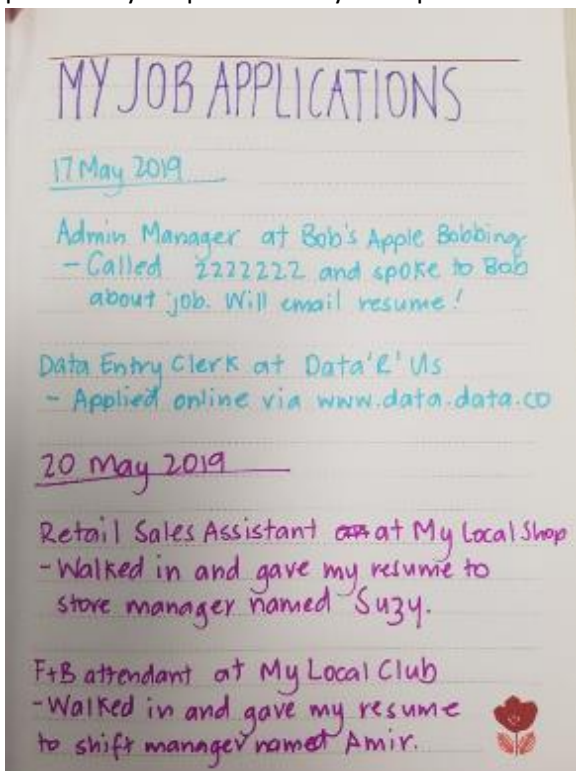 MY JOB APPLICATIONS
17 May 2019
Admin Manager at Bob's Apple Bobbing
- Called 2222222 and spoke to Bob
about job. Will email resume!
Data Entry Clerk at Data'R'Us
- Applied online via www.data.data.co
20 May 2019
Retail Sales Assistant at My Local Shop
- Walked in and gave my resume to
store manager named Suzy.
F+B attendant at My Local Club
- Walked in and gave my resume
to shift manager named Amir.